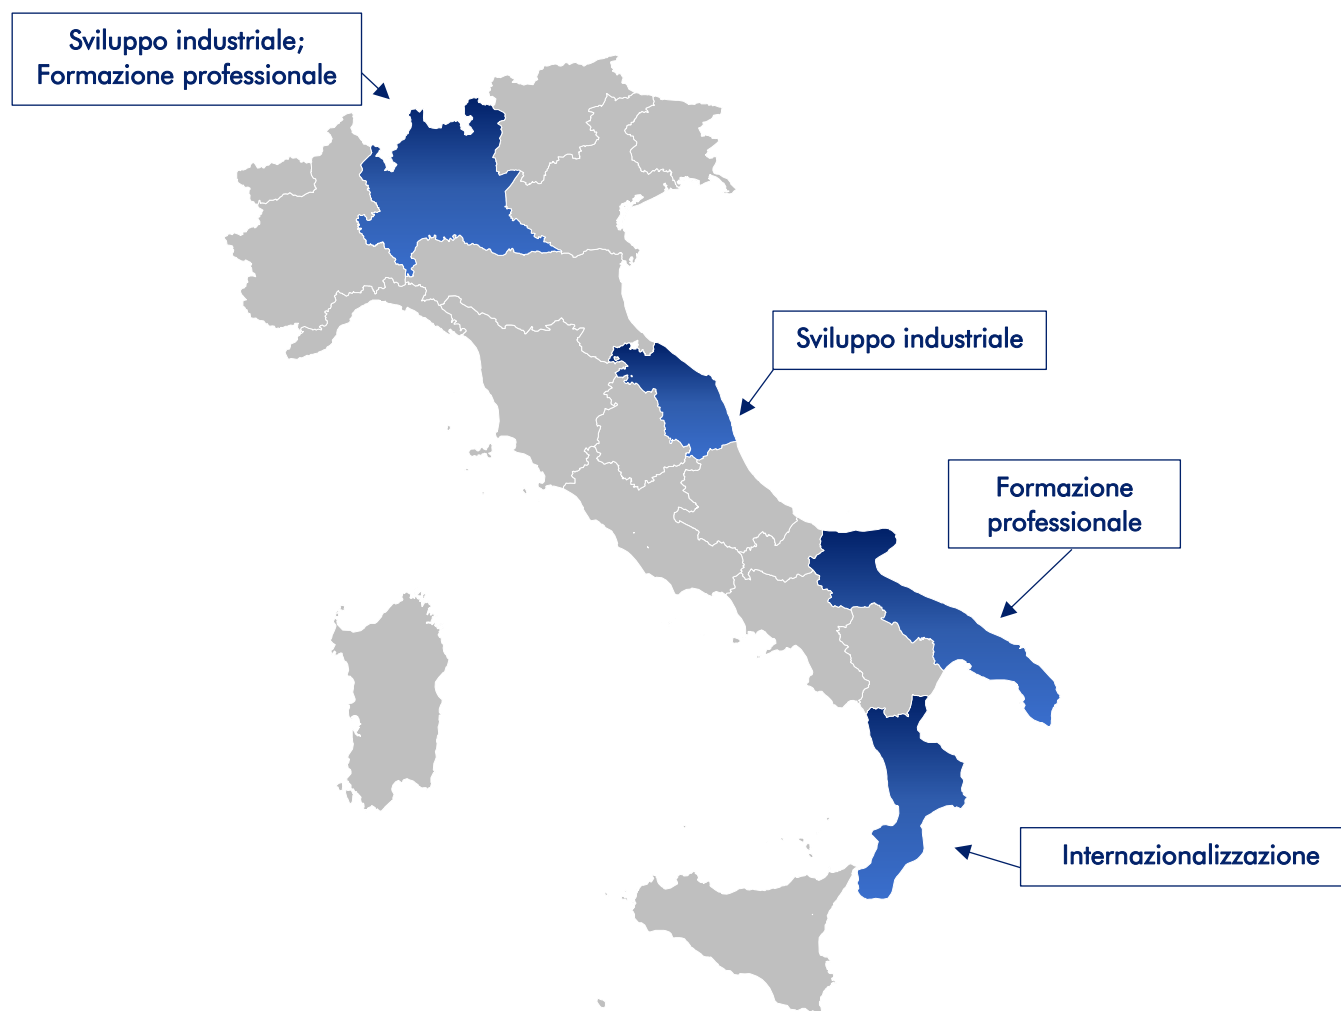 Sviluppo industriale;
Formazione professionale
Sviluppo industriale
Formazione
professionale
Internazionalizzazione